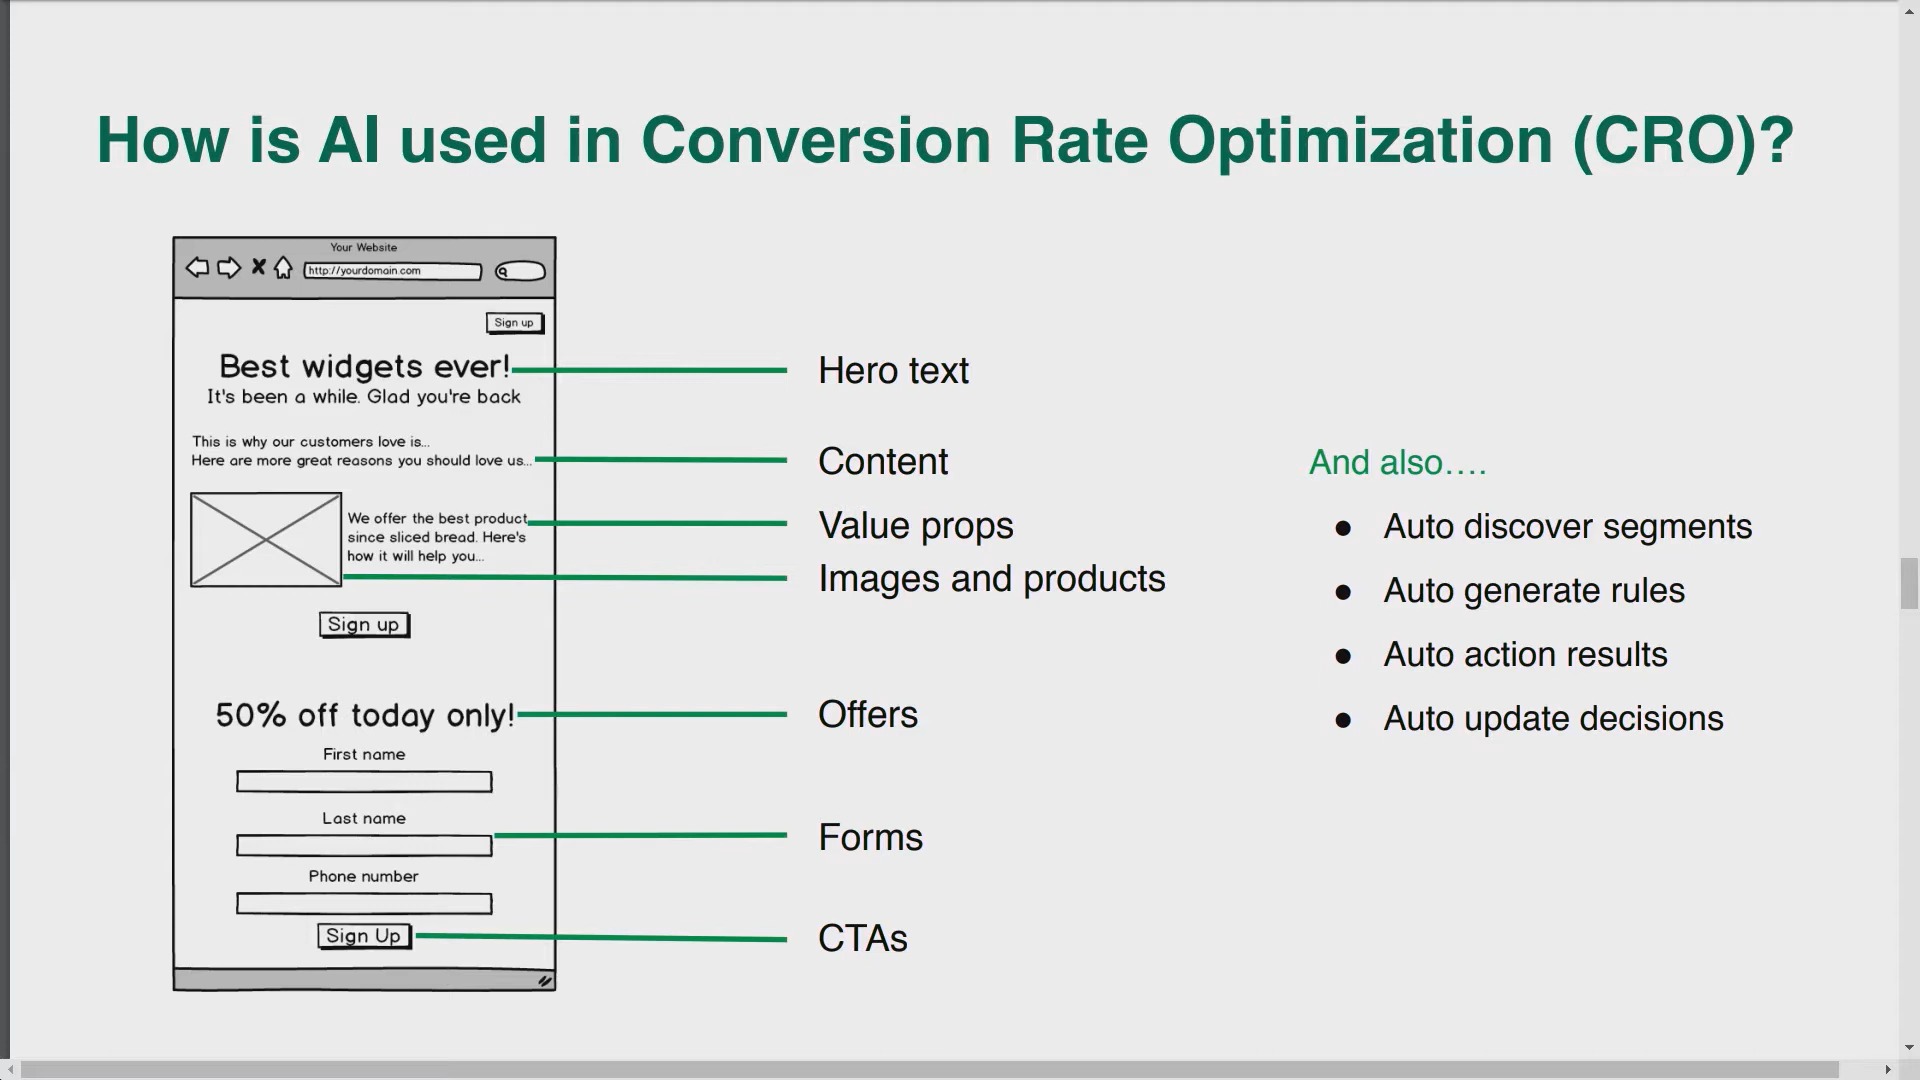 How is AI used in Conversion Rate Optimization (CRO)?
Your Website
http://yourdomain.com
Sign up
Best widgets ever!
It's been a while. Glad you're back
This is why our customers love is...
Here are more great reasons you should love us...
We offer the best product
since sliced bread. Here's
how it will help you...
Sign up
50% off today only!
First name
Last name
Phone number
Sign Up
Hero text
Content
Value props
Images and products
Offers
Forms
CTAs
And also….
● Auto discover segments
● Auto generate rules
● Auto action results
● Auto update decisions